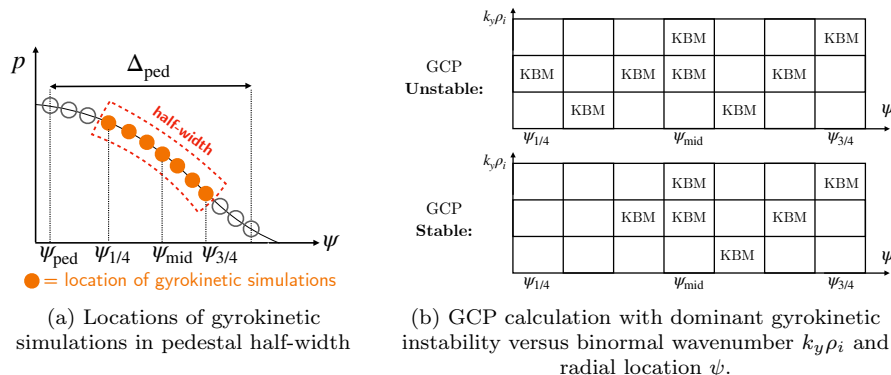 p
Δped
half-width
ψ
ψped ψ1/4 ψmid ψ3/4
= location of gyrokinetic simulations
(a) Locations of gyrokinetic
simulations in pedestal half-width
kyρi
GCP
Unstable:
KBM KBM
KBM KBM KBM KBM
KBM KBM
ψ
ψ1/4 ψmid ψ3/4
kyρi
GCP
Stable:
KBM KBM
KBM KBM KBM
KBM
ψ
ψ1/4 ψmid ψ3/4
(b) GCP calculation with dominant gyrokinetic
instability versus binormal wavenumber kyρi and
radial location ψ.